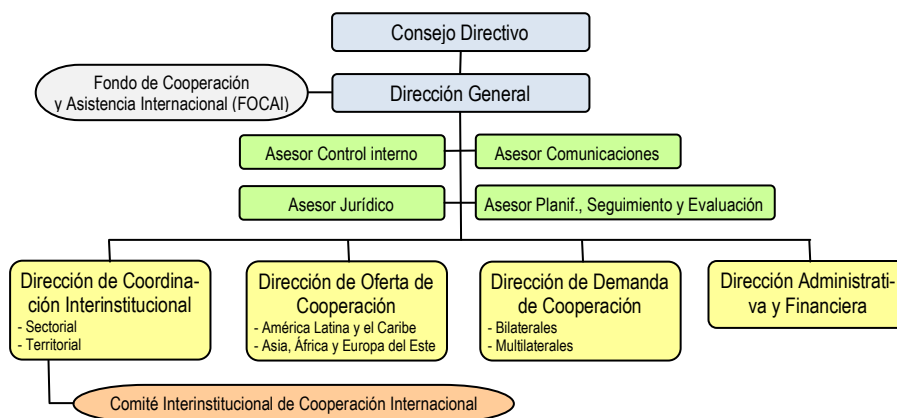 Consejo Directivo
Fondo de Cooperación
y Asistencia Internacional (FOCAI)
Dirección General
Asesor Control interno
Asesor Comunicaciones
Asesor Jurídico
Asesor Planif., Seguimiento y Evaluación
Dirección de Coordina-
ción Interinstitucional
- Sectorial
- Territorial
Dirección de Oferta de
Cooperación
- América Latina y el Caribe
- Asia, África y Europa del Este
Dirección de Demanda
de Cooperación
- Bilaterales
- Multilaterales
Dirección Administrati-
va y Financiera
Comité Interinstitucional de Cooperación Internacional